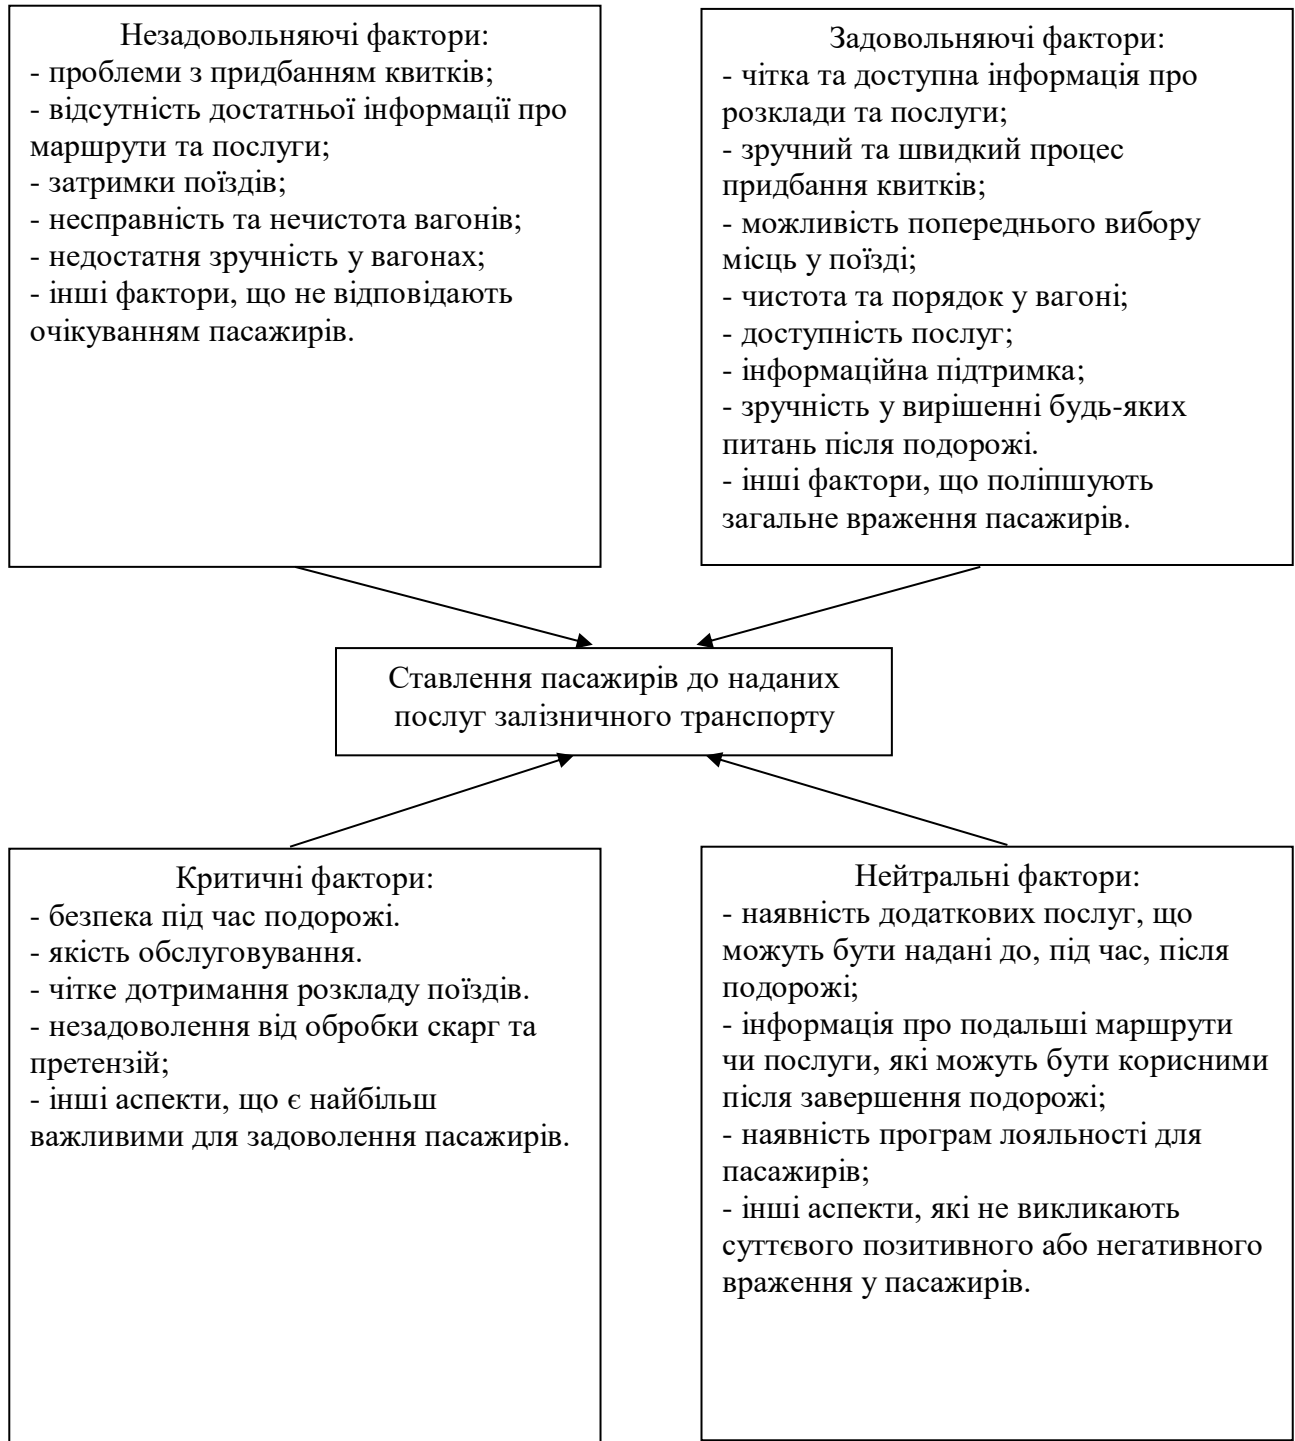 Незадовольняючі фактори:
- проблеми з придбанням квитків;
- відсутність достатньої інформації про
маршрути та послуги;
- затримки поїздів;
- несправність та нечистота вагонів;
- недостатня зручність у вагонах;
- інші фактори, що не відповідають
очікуванням пасажирів.
Задовольняючі фактори:
- чітка та доступна інформація про
розклади та послуги;
- зручний та швидкий процес
придбання квитків;
- можливість попереднього вибору
місць у поїзді;
- чистота та порядок у вагоні;
- доступність послуг;
- інформаційна підтримка;
- зручність у вирішенні будь-яких
питань після подорожі.
- інші фактори, що поліпшують
загальне враження пасажирів.
Ставлення пасажирів до наданих
послуг залізничного транспорту
Критичні фактори:
- безпека під час подорожі.
- якість обслуговування.
- чітке дотримання розкладу поїздів.
- незадоволення від обробки скарг та
претензій;
- інші аспекти, що є найбільш
важливими для задоволення пасажирів.
Нейтральні фактори:
- наявність додаткових послуг, що
можуть бути надані до, під час, після
подорожі;
- інформація про подальші маршрути
чи послуги, які можуть бути корисними
після завершення подорожі;
- наявність програм лояльності для
пасажирів;
- інші аспекти, які не викликають
суттєвого позитивного або негативного
враження у пасажирів.